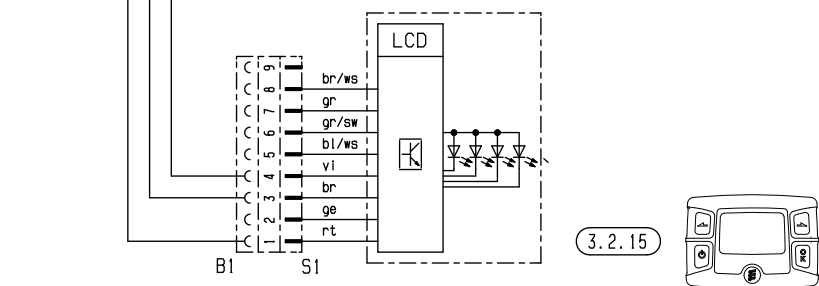 LCD
9
8 br/ws
7 gr
6 gr/sw
5 bl/ws
4 vi
3 br
2 ge
1 rt
B1 S1
3.2.15
OK